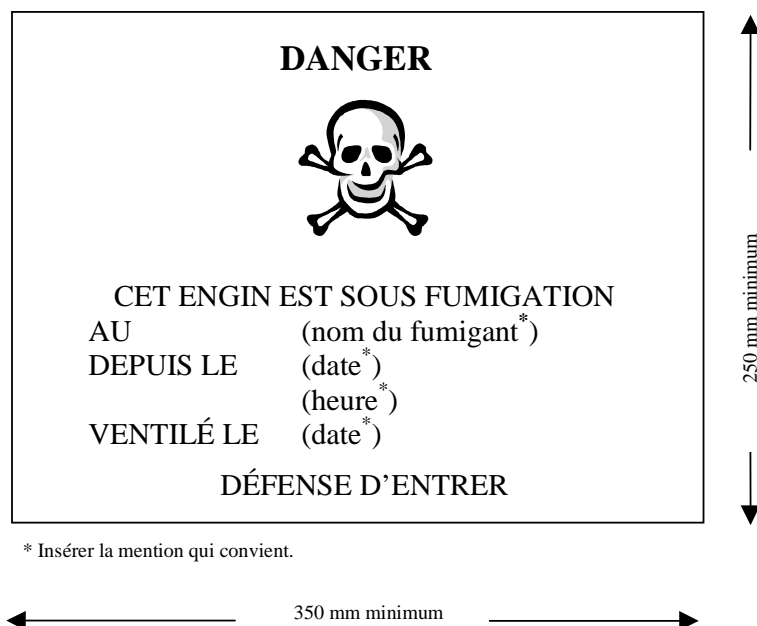 DANGER
CET ENGIN EST SOUS FUMIGATION
AU (nom du fumigant*)
DEPUIS LE (date*)
(heure*)
VENTILÉ LE (date*)
DÉFENSE D'ENTRER
250 mm minimum
* Insérer la mention qui convient.
350 mm minimum